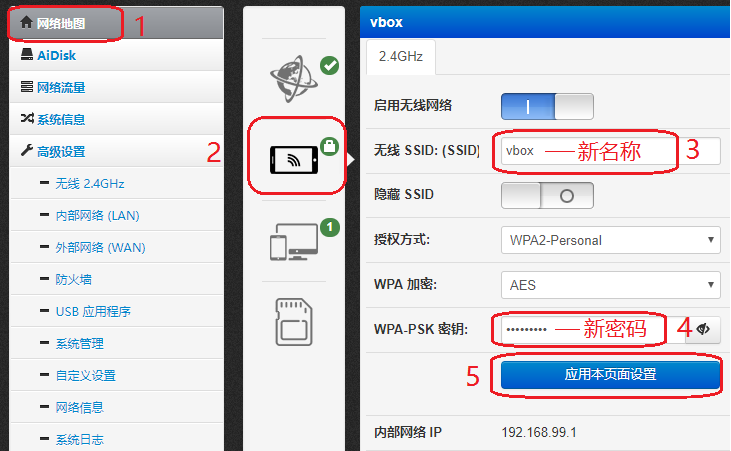 网络地图 1
AiDisk
网络流量
系统信息
高级设置
无线 2.4GHz
内部网络 (LAN)
外部网络 (WAN)
防火墙
USB 应用程序
系统管理
自定义设置
网络信息
系统日志
2
1
vbox
2.4GHz
启用无线网络
无线 SSID: (SSID) vbox 新名称 3
隐藏 SSID
授权方式: WPA2-Personal
WPA 加密: AES
WPA-PSK 密钥: ••••••••• 新密码 4
5 应用本页面设置
内部网络 IP 192.168.99.1